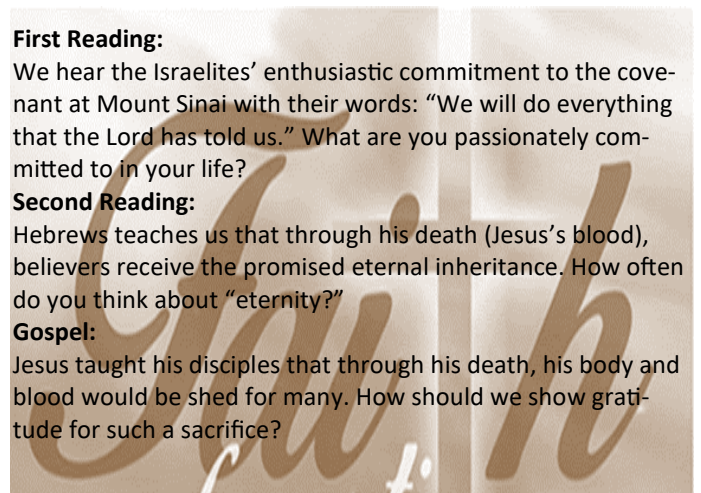 First Reading:
We hear the Israelites’ enthusiastic commitment to the cove-
nant at Mount Sinai with their words: “We will do everything
that the Lord has told us.” What are you passionately com-
mitted to in your life?
Second Reading:
Hebrews teaches us that through his death (Jesus’s blood),
believers receive the promised eternal inheritance. How often
do you think about “eternity?”
Gospel:
Jesus taught his disciples that through his death, his body and
blood would be shed for many. How should we show grati-
tude for such a sacrifice?
Faith